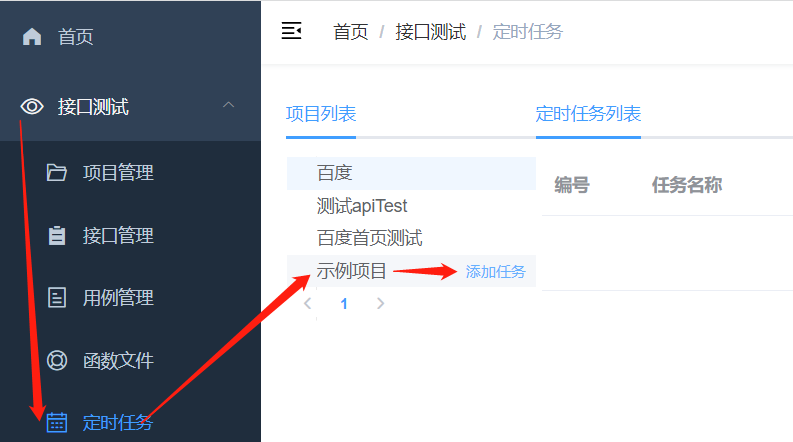 首页
接口测试
项目管理
接口管理
用例管理
函数文件
定时任务
首页 / 接口测试 / 定时任务
项目列表
定时任务列表
百度
测试apiTest
百度首页测试
示例项目 添加任务
1
编号 任务名称